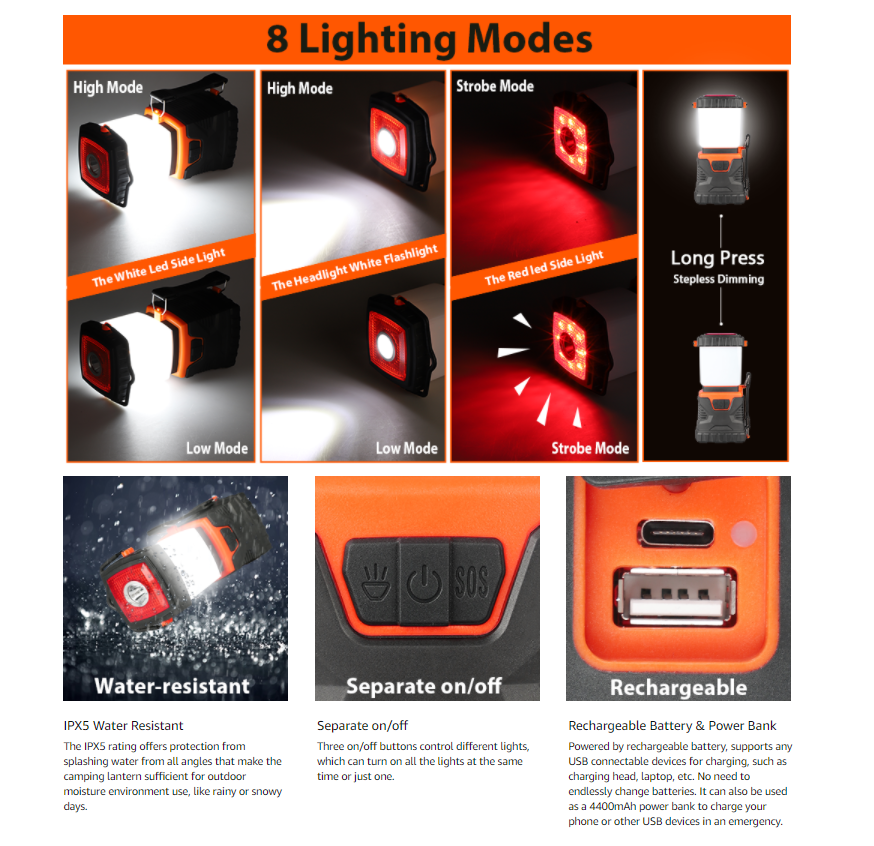 8 Lighting Modes
High Mode
The White Led Side Light
Low Mode
High Mode
The Headlight White Flashlight
Low Mode
Strobe Mode
The Red led Side Light
Strobe Mode
Long Press
Stepless Dimming
Water-resistant
SOS
Separate on/off
Rechargeable
IPX5 Water Resistant
The IPX5 rating offers protection from
splashing water from all angles that make the
camping lantern sufficient for outdoor
moisture environment use, like rainy or snowy
days.
Separate on/off
Three on/off buttons control different lights,
which can turn on all the lights at the same
time or just one.
Rechargeable Battery & Power Bank
Powered by rechargeable battery, supports any
USB connectable devices for charging, such as
charging head, laptop, etc. No need to
endlessly change batteries. It can also be used
as a 4400mAh power bank to charge your
phone or other USB devices in an emergency.